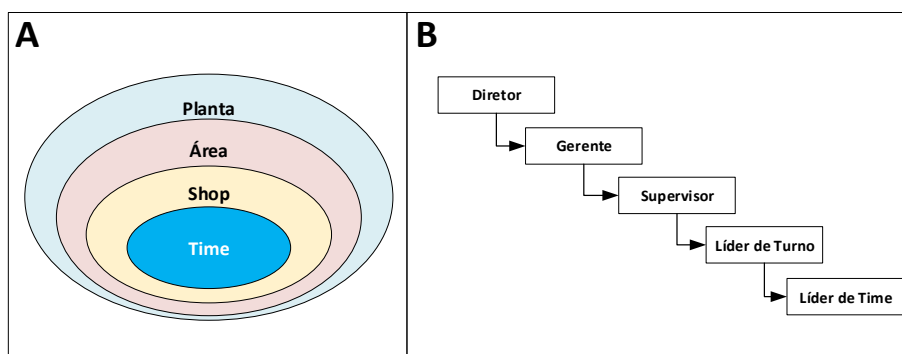 A
Planta
Área
Shop
Time
B
Diretor
Gerente
Supervisor
Líder de Turno
Líder de Time